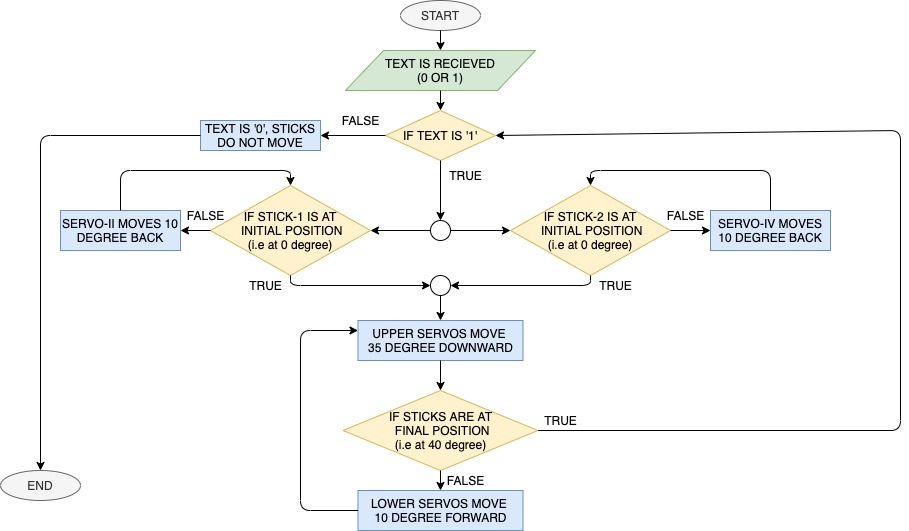 START
TEXT IS RECIEVED
(0 OR 1)
FALSE
TEXT IS '0', STICKS
DO NOT MOVE
IF TEXT IS '1'
TRUE
SERVO-II MOVES 10
DEGREE BACK
FALSE
IF STICK-1 IS AT
INITIAL POSITION
(i.e at 0 degree)
IF STICK-2 IS AT
INITIAL POSITION
(i.e at 0 degree)
FALSE
SERVO-IV MOVES
10 DEGREE BACK
TRUE
TRUE
UPPER SERVOS MOVE
35 DEGREE DOWNWARD
IF STICKS ARE AT
FINAL POSITION
(i.e at 40 degree)
TRUE
FALSE
END
LOWER SERVOS MOVE
10 DEGREE FORWARD